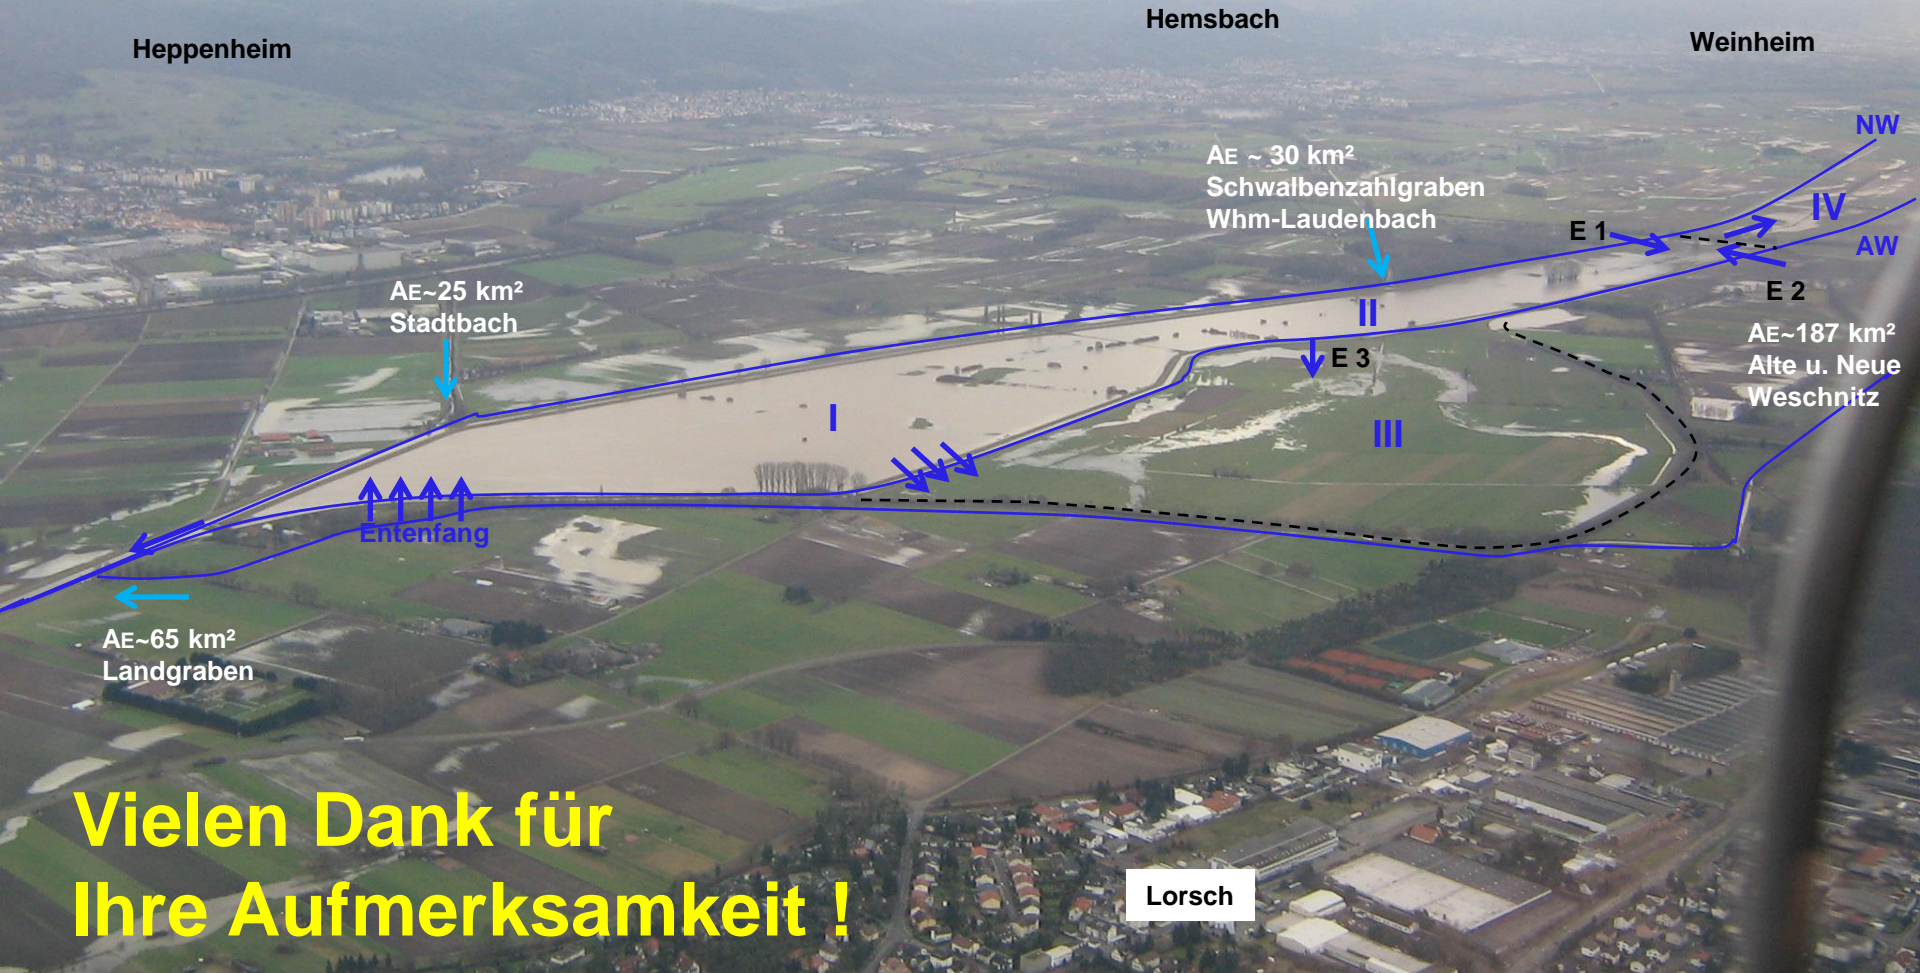 Hemsbach
Heppenheim
Weinheim
NW
AE ~ 30 km²
Schwalbenzahlgraben
Whm-Laudenbach
IV
E 1
AW
AE~25 km²
Stadtbach
E 2
II
AE~187 km²
Alte u. Neue
Weschnitz
E 3
I
III
Entenfang
AE~65 km²
Landgraben
Vielen Dank für
Ihre Aufmerksamkeit !
Lorsch